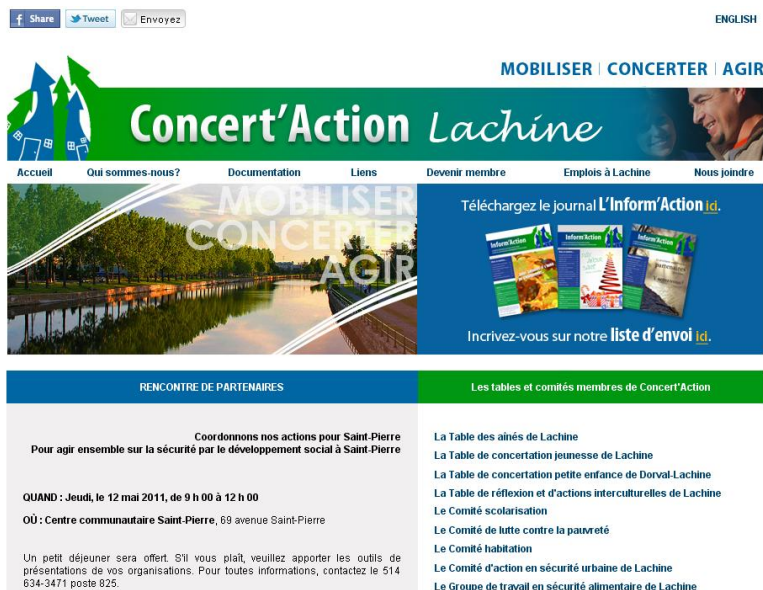 Share Tweet Envoyez ENGLISH
MOBILISER | CONCERTER | AGIR
Concert'Action Lachine
Accueil Qui sommes-nous? Documentation Liens Devenir membre Emplois à Lachine Nous joindre
MOBILISER
CONCERTER
AGIR
Téléchargez le journal L'Inform'Action ici.
Inform'Action Inform'Action Inform'Action
Incrivez-vous sur notre liste d'envoi ici.
RENCONTRE DE PARTENAIRES
Coordonnons nos actions pour Saint-Pierre
Pour agir ensemble sur la sécurité par le développement social à Saint-Pierre
QUAND : Jeudi, le 12 mai 2011, de 9 h 00 à 12 h 00
OÙ : Centre communautaire Saint-Pierre, 69 avenue Saint-Pierre
Un petit déjeuner sera offert. S'il vous plaît, veuillez apporter les outils de
présentations de vos organisations. Pour toutes informations, contactez le 514
634-3471 poste 825.
Les tables et comités membres de Concert'Action
La Table des aînés de Lachine
La Table de concertation jeunesse de Lachine
La Table de concertation petite enfance de Dorval-Lachine
La Table de réflexion et d'actions interculturelles de Lachine
Le Comité scolarisation
Le Comité de lutte contre la pauvreté
Le Comité habitation
Le Comité d'action en sécurité urbaine de Lachine
Le Groupe de travail en sécurité alimentaire de Lachine